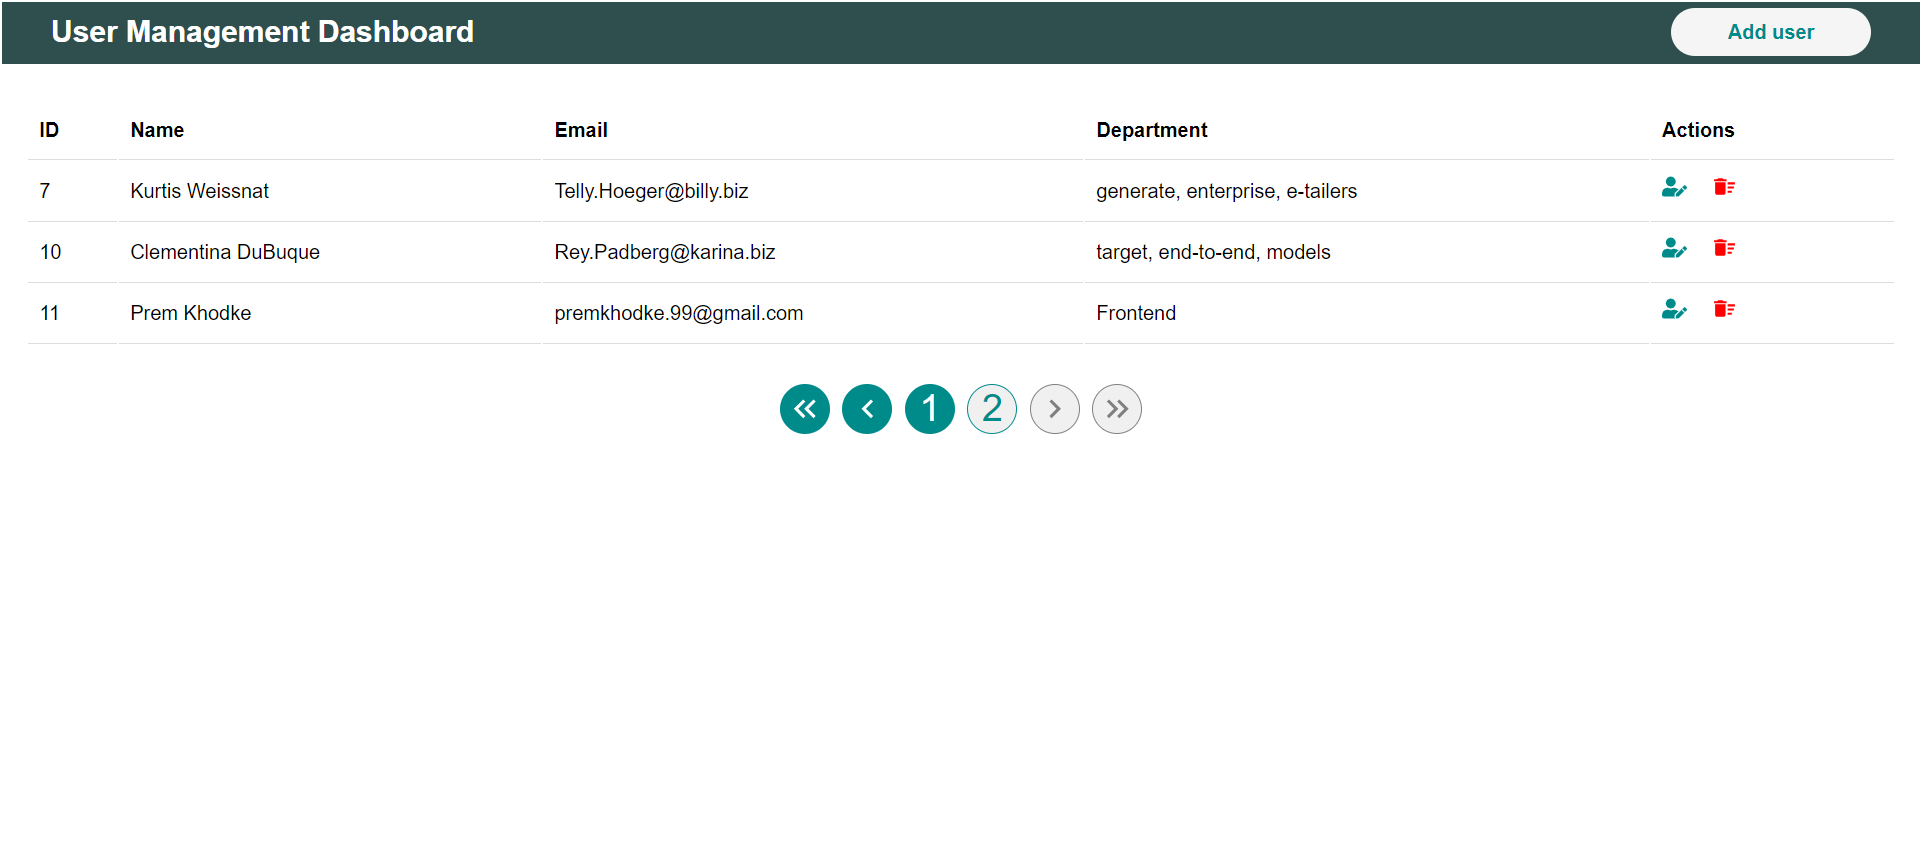 User Management Dashboard Add user
ID Name Email Department Actions
7 Kurtis Weissnat Telly.Hoeger@billy.biz generate, enterprise, e-tailers
10 Clementina DuBuque Rey.Padberg@karina.biz target, end-to-end, models
11 Prem Khodke premkhodke.99@gmail.com Frontend
1 2